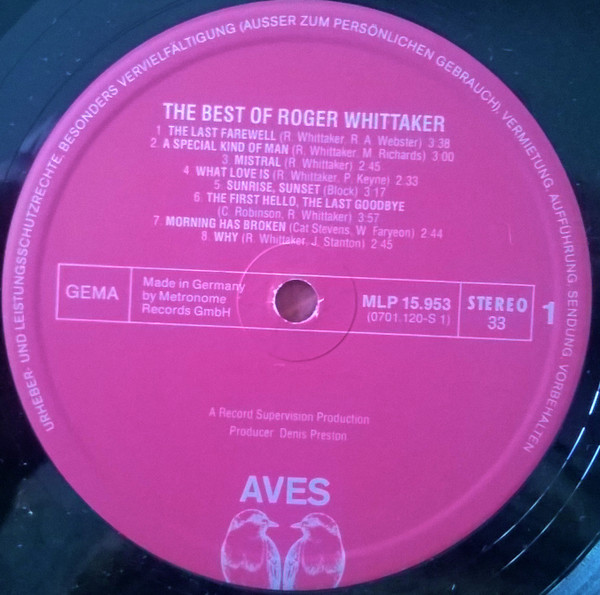 URHEBER- UND LEISTUNGSSCHUTZRECHTE, BESONDERS VERVIELFÄLTIGUNG (AUSSER ZUM PERSÖNLICHEN GEBRAUCH), VERMIETUNG, AUFFÜHRUNG, SENDUNG VORBEHALTEN
THE BEST OF ROGER WHITTAKER
1 THE LAST FAREWELL (R. Whittaker, R. A. Webster) 3:38
2. A SPECIAL KIND OF MAN (R. Whittaker, M. Richards) 3:00
3. MISTRAL (R. Whittaker) 2:45
4 WHAT LOVE IS (R. Whittaker, P. Keyne) 2:33
5 SUNRISE, SUNSET (Block) 3:17
6. THE FIRST HELLO, THE LAST GOODBYE
(C. Robinson, R. Whittaker) 3:57
7. MORNING HAS BROKEN (Cat Stevens, W. Faryeon) 2:44
8. WHY (R. Whittaker, J. Stanton) 2:45
GEMA
Made in Germany
by Metronome
Records GmbH
MLP 15.953
(0701.120-S 1)
STEREO
33
1
A Record Supervision Production
Producer Denis Preston
AVES